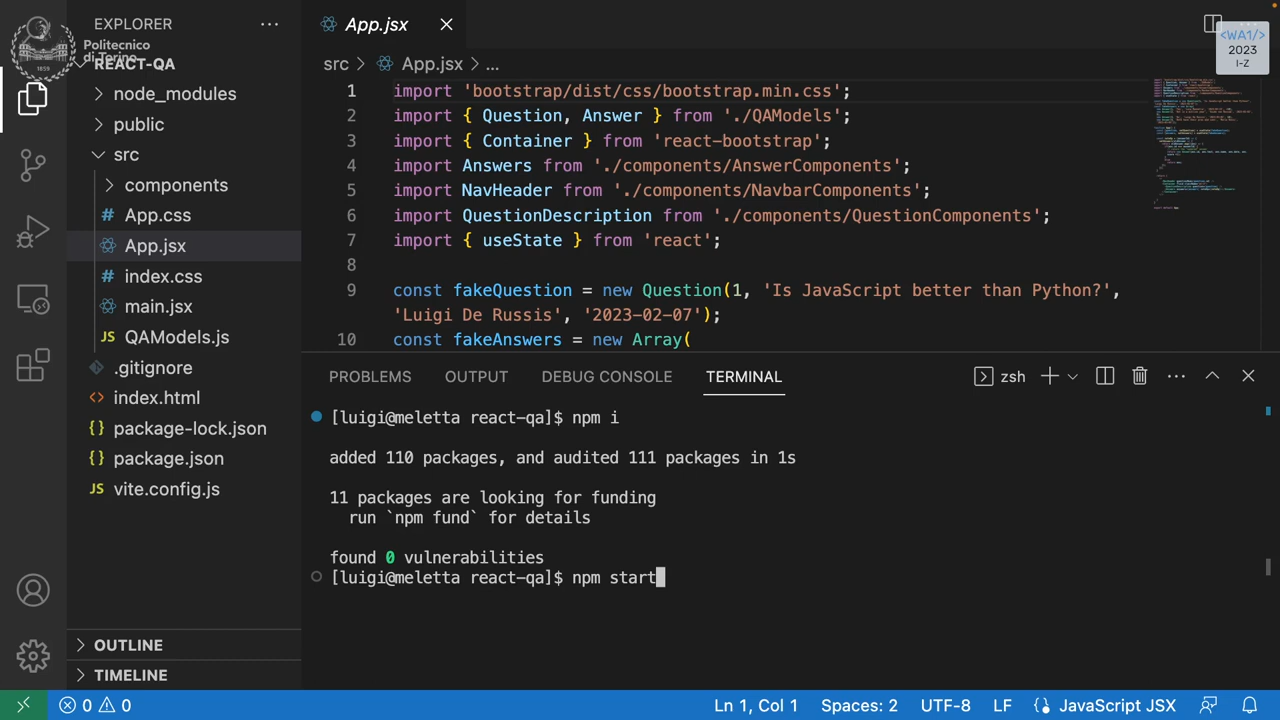 EXPLORER
Politecnico
di Torino
1859
REACT-QA
node_modules
public
src
components
# App.css
App.jsx
# index.css
main.jsx
JS QAModels.js
.gitignore
<> index.html
{} package-lock.json
{} package.json
JS vite.config.js
OUTLINE
TIMELINE
App.jsx
<WA1/>
2023
I-Z
src > App.jsx > ...
1 import 'bootstrap/dist/css/bootstrap.min.css';
2 import { Question, Answer } from './QAModels';
3 import { Container } from 'react-bootstrap';
4 import Answers from './components/AnswerComponents';
5 import NavHeader from './components/NavbarComponents';
6 import QuestionDescription from './components/QuestionComponents';
7 import { useState } from 'react';
8
9 const fakeQuestion = new Question(1, 'Is JavaScript better than Python?',
'Luigi De Russis', '2023-02-07');
10 const fakeAnswers = new Array(
PROBLEMS OUTPUT DEBUG CONSOLE TERMINAL zsh
[luigi@meletta react-qa]$ npm i
added 110 packages, and audited 111 packages in 1s
11 packages are looking for funding
run `npm fund` for details
found 0 vulnerabilities
[luigi@meletta react-qa]$ npm start
0 0 Ln 1, Col 1 Spaces: 2 UTF-8 LF JavaScript JSX